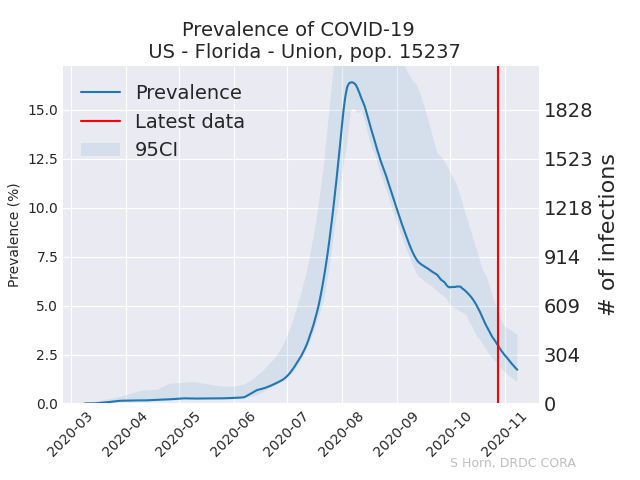 Prevalence of COVID-19
US - Florida - Union, pop. 15237
Prevalence
Latest data
95CI
Prevalence (%)
15.0
12.5
10.0
7.5
5.0
2.5
0.0
1828
1523
1218
914
609
304
0
# of infections
2020-03
2020-04
2020-05
2020-06
2020-07
2020-08
2020-09
2020-10
2020-11
S Horn, DRDC CORA